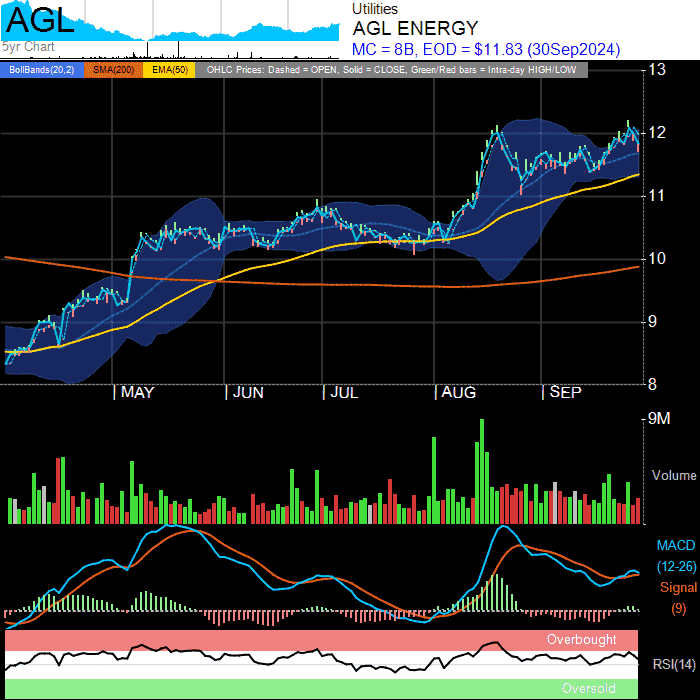 AGL
5yr Chart
Utilities
AGL ENERGY
MC = 8B, EOD = $11.83 (30Sep2024)
BollBands(20,2) SMA(200) EMA(50) OHLC Prices: Dashed = OPEN, Solid = CLOSE, Green/Red bars = Intra-day HIGH/LOW
13
12
11
10
9
8
MAY JUN JUL AUG SEP
9M
Volume
MACD
(12-26)
Signal
(9)
Overbought
RSI(14)
Oversold